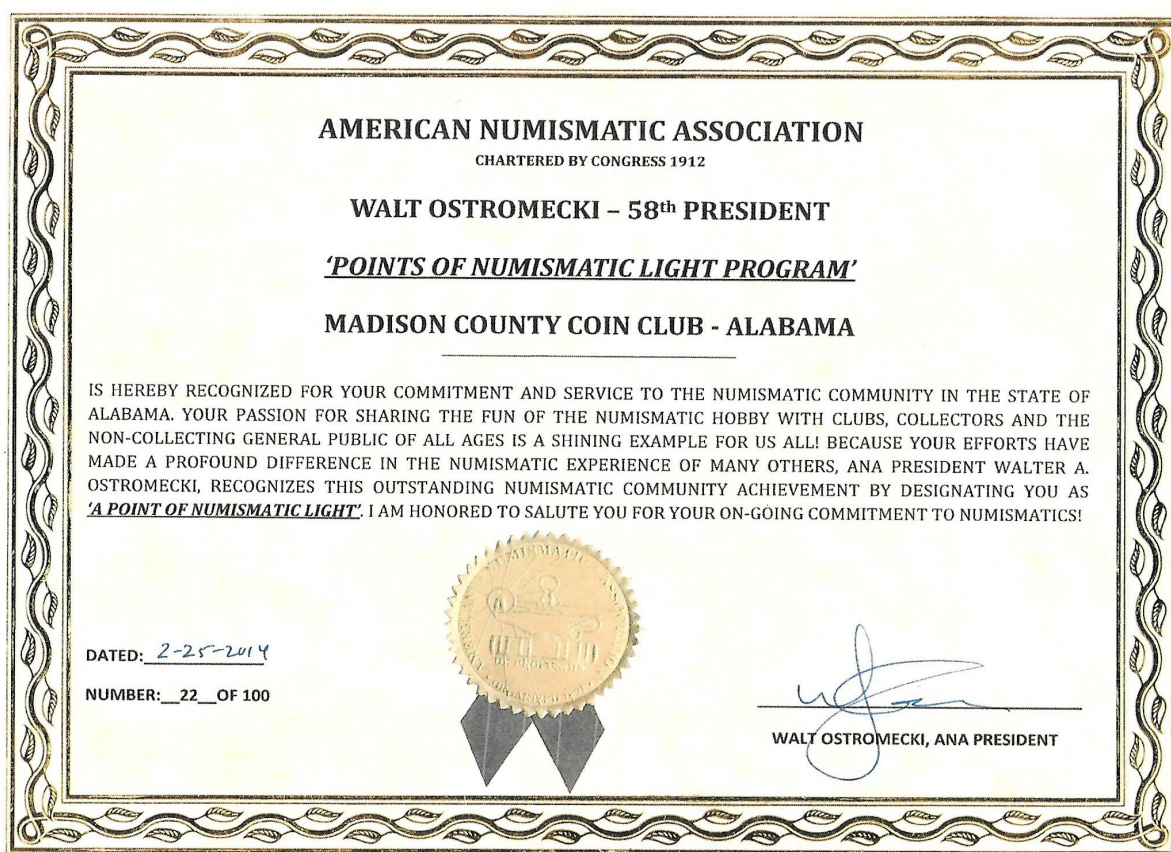 AMERICAN NUMISMATIC ASSOCIATION
CHARTERED BY CONGRESS 1912
WALT OSTROMECKI – 58th PRESIDENT
‘POINTS OF NUMISMATIC LIGHT PROGRAM’
MADISON COUNTY COIN CLUB - ALABAMA
IS HEREBY RECOGNIZED FOR YOUR COMMITMENT AND SERVICE TO THE NUMISMATIC COMMUNITY IN THE STATE OF
ALABAMA. YOUR PASSION FOR SHARING THE FUN OF THE NUMISMATIC HOBBY WITH CLUBS, COLLECTORS AND THE
NON-COLLECTING GENERAL PUBLIC OF ALL AGES IS A SHINING EXAMPLE FOR US ALL! BECAUSE YOUR EFFORTS HAVE
MADE A PROFOUND DIFFERENCE IN THE NUMISMATIC EXPERIENCE OF MANY OTHERS, ANA PRESIDENT WALTER A.
OSTROMECKI, RECOGNIZES THIS OUTSTANDING NUMISMATIC COMMUNITY ACHIEVEMENT BY DESIGNATING YOU AS
‘A POINT OF NUMISMATIC LIGHT’. I AM HONORED TO SALUTE YOU FOR YOUR ON-GOING COMMITMENT TO NUMISMATICS!
AMERICAN NUMISMATIC ASSOCIATION
ORGANIZED
DATED: 2-25-2014
NUMBER:__22__OF 100
WALT OSTROMECKI, ANA PRESIDENT